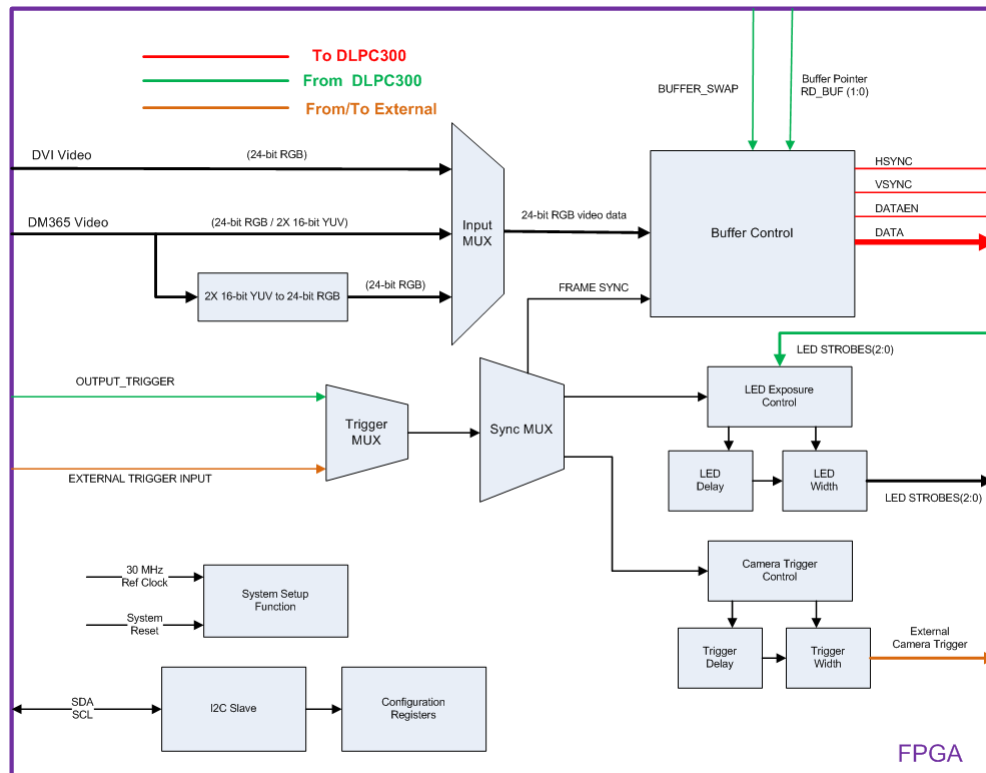 To DLPC300
From DLPC300
From/To External
BUFFER_SWAP
Buffer Pointer
RD_BUF (1:0)
DVI Video
(24-bit RGB)
DM365 Video
(24-bit RGB / 2X 16-bit YUV)
2X 16-bit YUV to 24-bit RGB
(24-bit RGB)
Input
MUX
24-bit RGB video data
FRAME SYNC
Buffer Control
HSYNC
VSYNC
DATAEN
DATA
LED STROBES(2:0)
OUTPUT_TRIGGER
EXTERNAL TRIGGER INPUT
Trigger
MUX
Sync MUX
LED Exposure
Control
LED
Delay
LED
Width
LED STROBES(2:0)
30 MHz
Ref Clock
System
Reset
System Setup
Function
Camera Trigger
Control
Trigger
Delay
Trigger
Width
External
Camera Trigger
SDA
SCL
I2C Slave
Configuration
Registers
FPGA